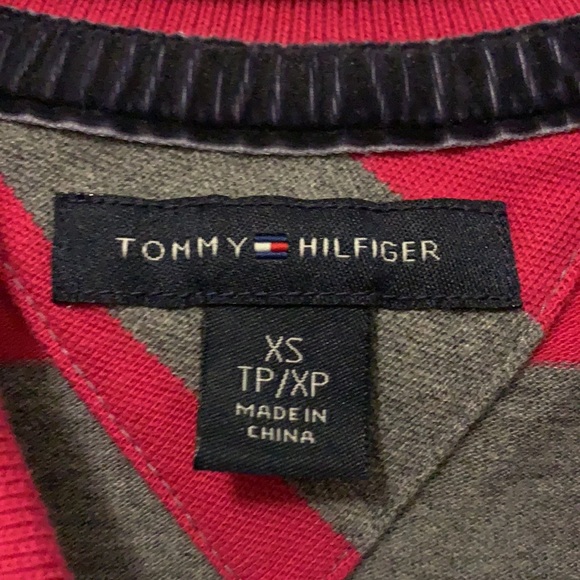 TOMMY HILFIGER
XS
TP/XP
MADE IN
CHINA